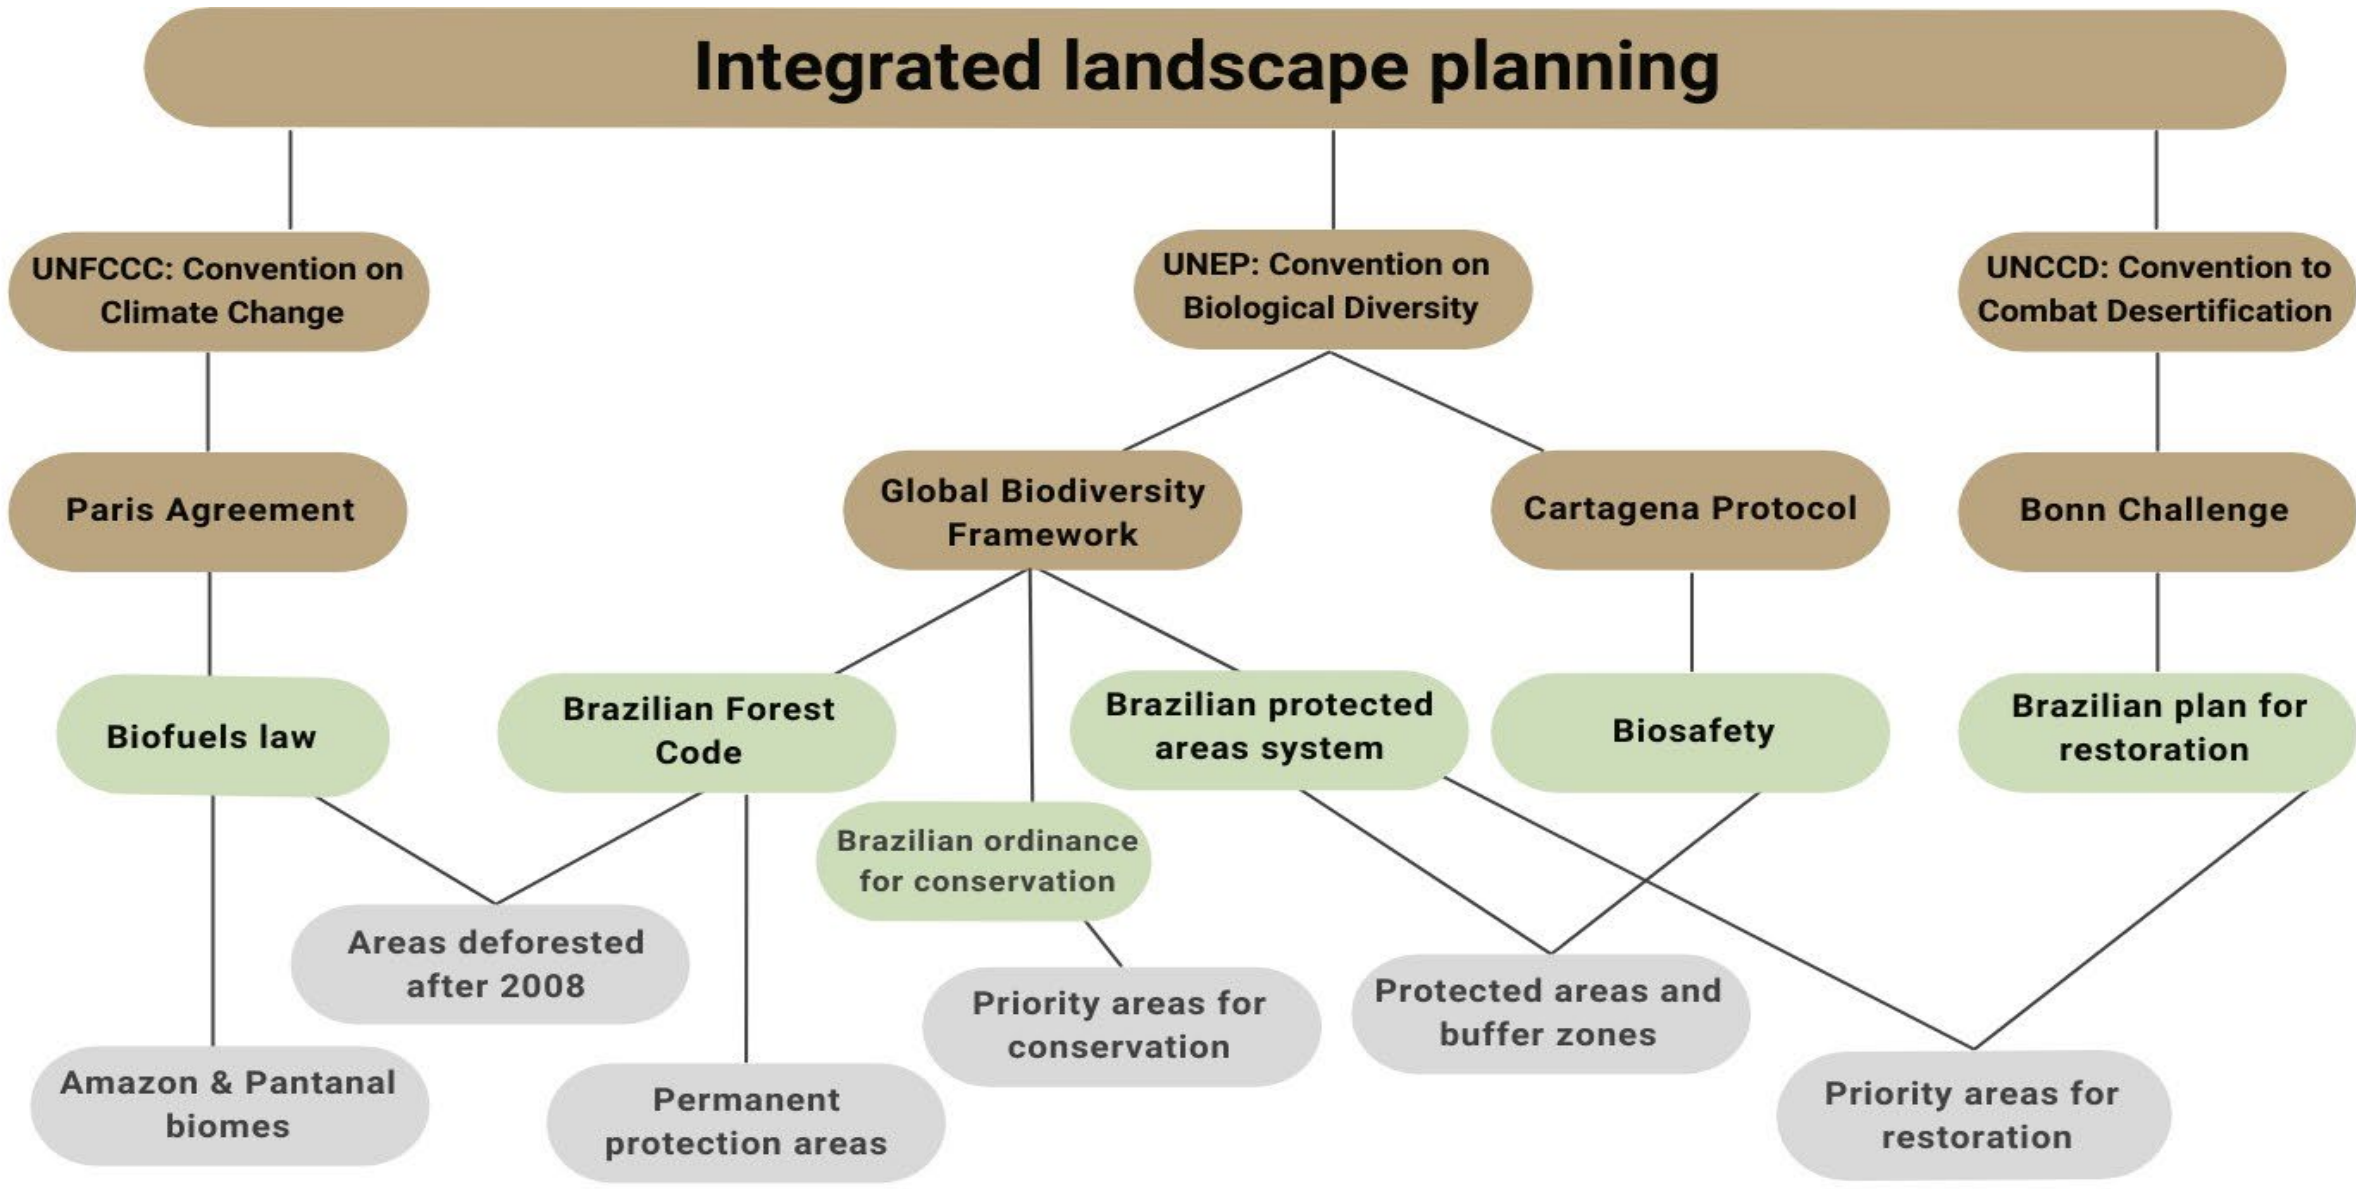 Integrated landscape planning
UNFCCC: Convention on
Climate Change
UNEP: Convention on
Biological Diversity
UNCCD: Convention to
Combat Desertification
Paris Agreement
Global Biodiversity
Framework
Cartagena Protocol
Bonn Challenge
Biofuels law
Brazilian Forest
Code
Brazilian protected
areas system
Biosafety
Brazilian plan for
restoration
Brazilian ordinance
for conservation
Areas deforested
after 2008
Priority areas for
conservation
Protected areas and
buffer zones
Amazon & Pantanal
biomes
Permanent
protection areas
Priority areas for
restoration